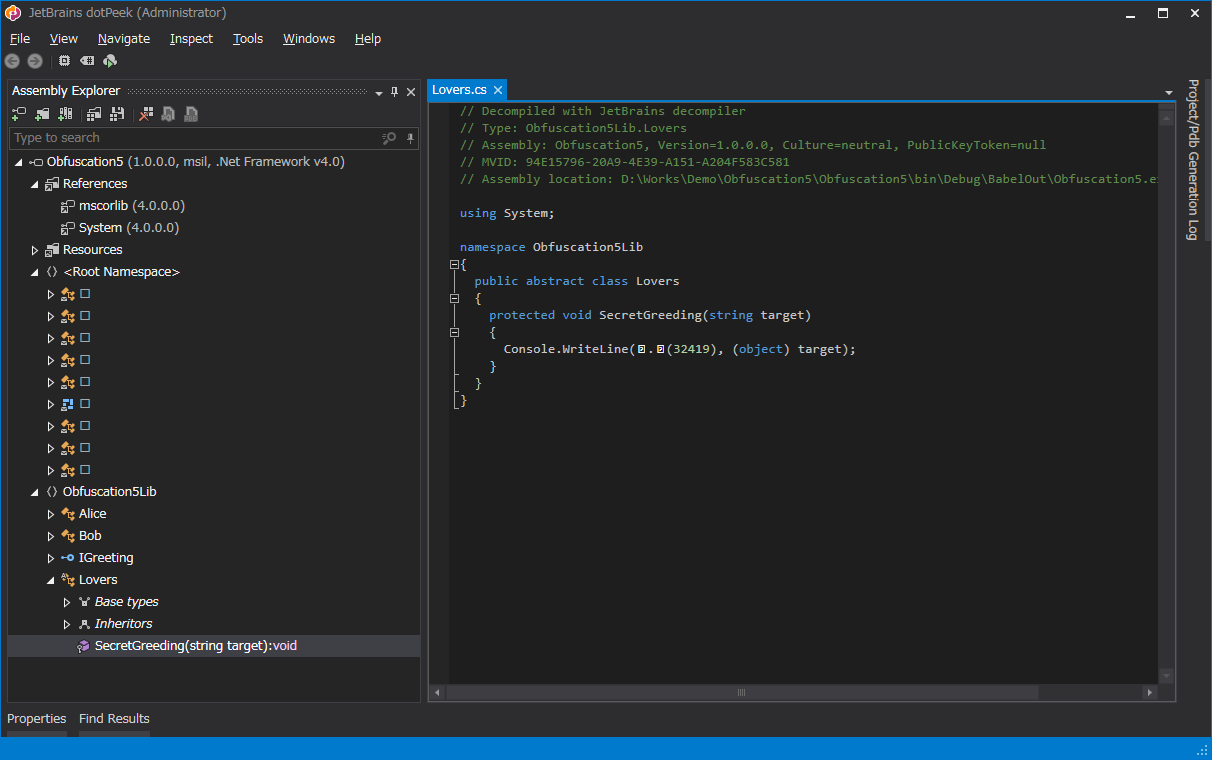 JetBrains dotPeek (Administrator)
File View Navigate Inspect Tools Windows Help
Assembly Explorer
Type to search
Obfuscation5 (1.0.0.0, msil, .Net Framework v4.0)
References
mscorlib (4.0.0.0)
System (4.0.0.0)
Resources
<Root Namespace>
Obfuscation5Lib
Alice
Bob
IGreeting
Lovers
Base types
Inheritors
SecretGreeding(string target):void
Properties Find Results
Lovers.cs
// Decompiled with JetBrains decompiler
// Type: Obfuscation5Lib.Lovers
// Assembly: Obfuscation5, Version=1.0.0.0, Culture=neutral, PublicKeyToken=null
// MVID: 94E15796-20A9-4E39-A151-A204F583C581
// Assembly location: D:\Works\Demo\Obfuscation5\Obfuscation5\bin\Debug\BabelOut\Obfuscation5.e
using System;
namespace Obfuscation5Lib
{
public abstract class Lovers
{
protected void SecretGreeding(string target)
{
Console.WriteLine(.(32419), (object) target);
}
}
}
Project/Pdb Generation Log